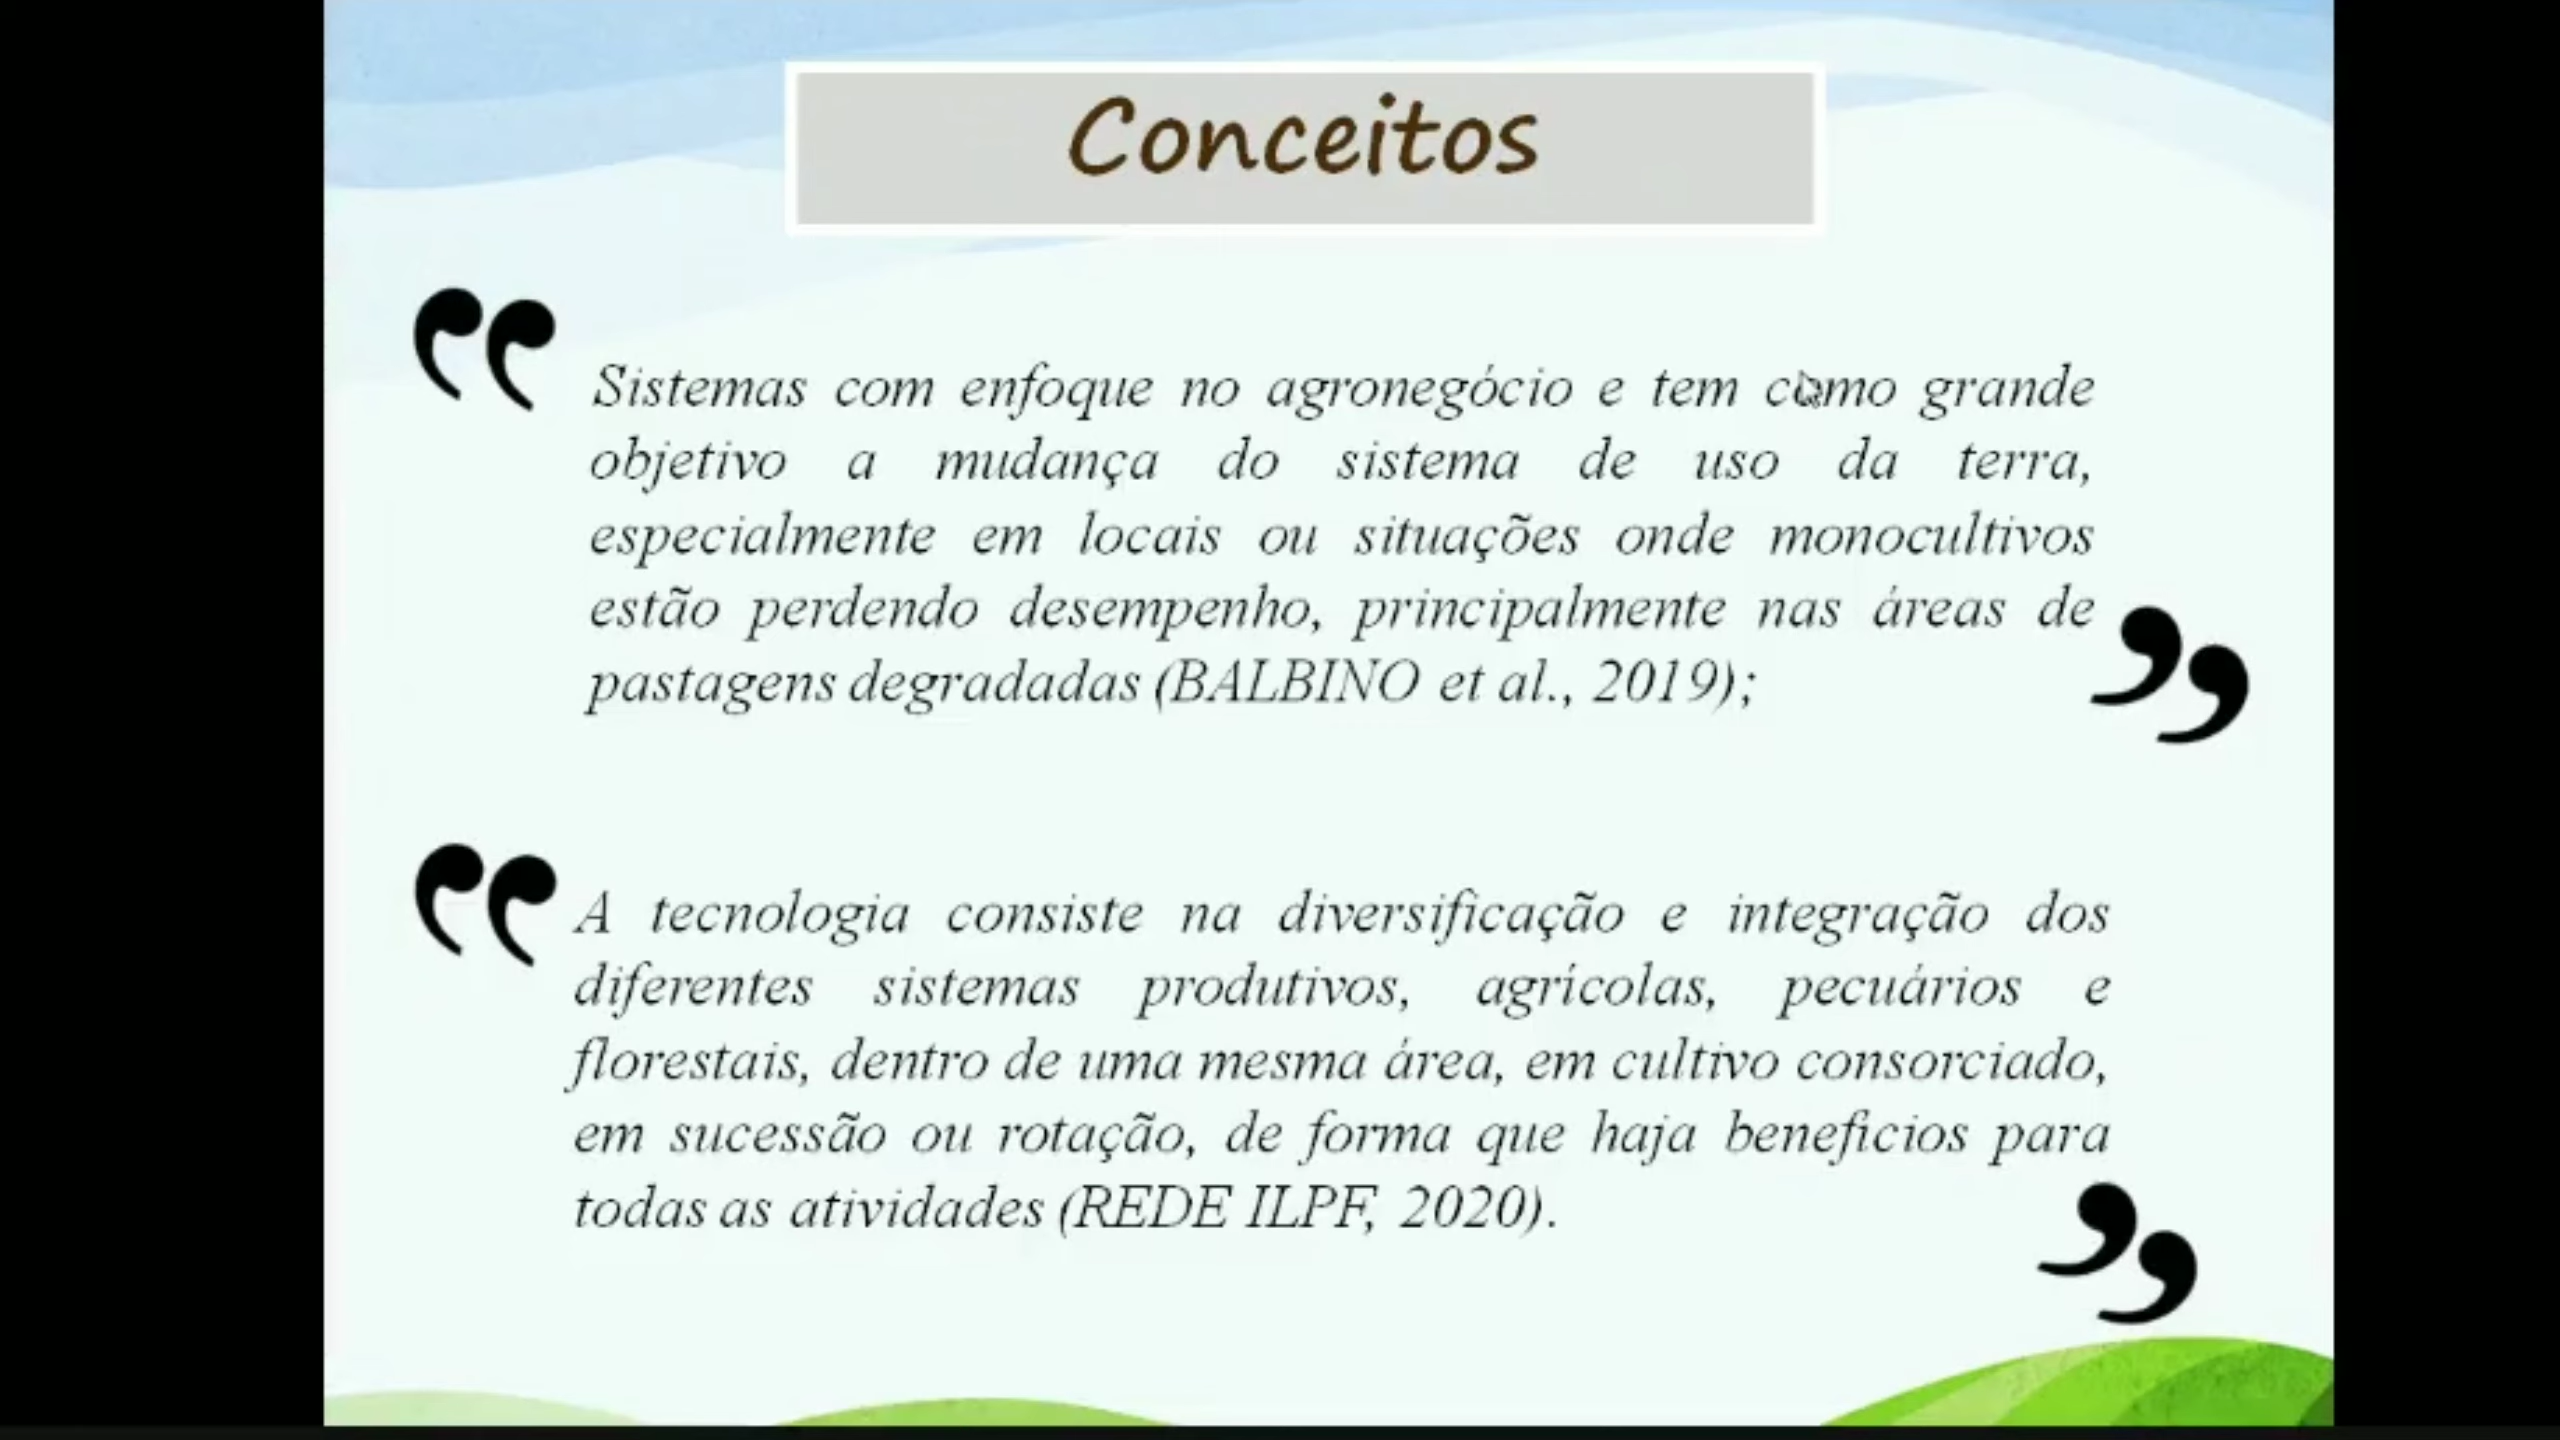 Conceitos
“
Sistemas com enfoque no agronegócio e tem como grande
objetivo a mudança do sistema de uso da terra,
especialmente em locais ou situações onde monocultivos
estão perdendo desempenho, principalmente nas áreas de
pastagens degradadas (BALBINO et al., 2019);
”
“
A tecnologia consiste na diversificação e integração dos
diferentes sistemas produtivos, agrícolas, pecuários e
florestais, dentro de uma mesma área, em cultivo consorciado,
em sucessão ou rotação, de forma que haja benefícios para
todas as atividades (REDE ILPF, 2020).
”